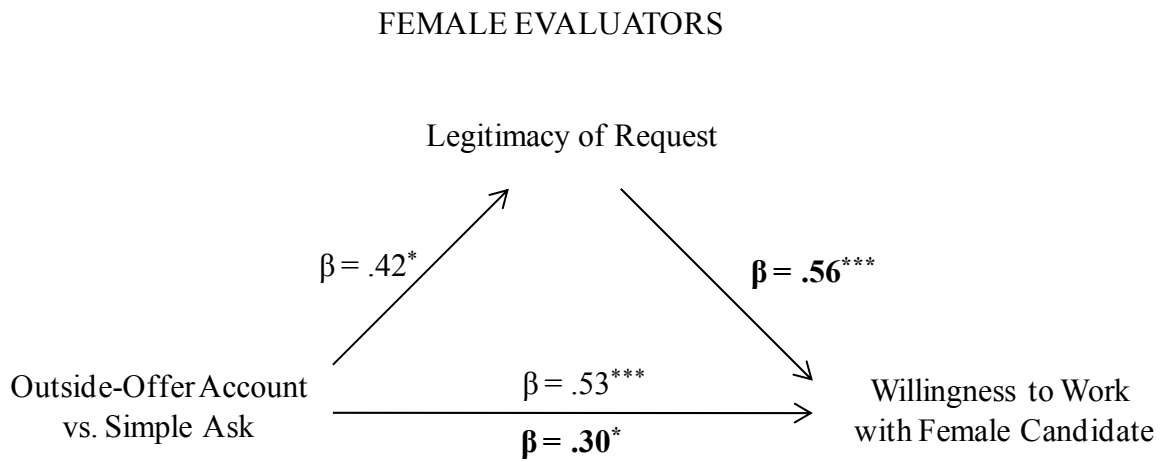 FEMALE EVALUATORS
Legitimacy of Request
β = .42*
β = .56***
Outside-Offer Account
vs. Simple Ask
β = .53***
β = .30*
Willingness to Work
with Female Candidate